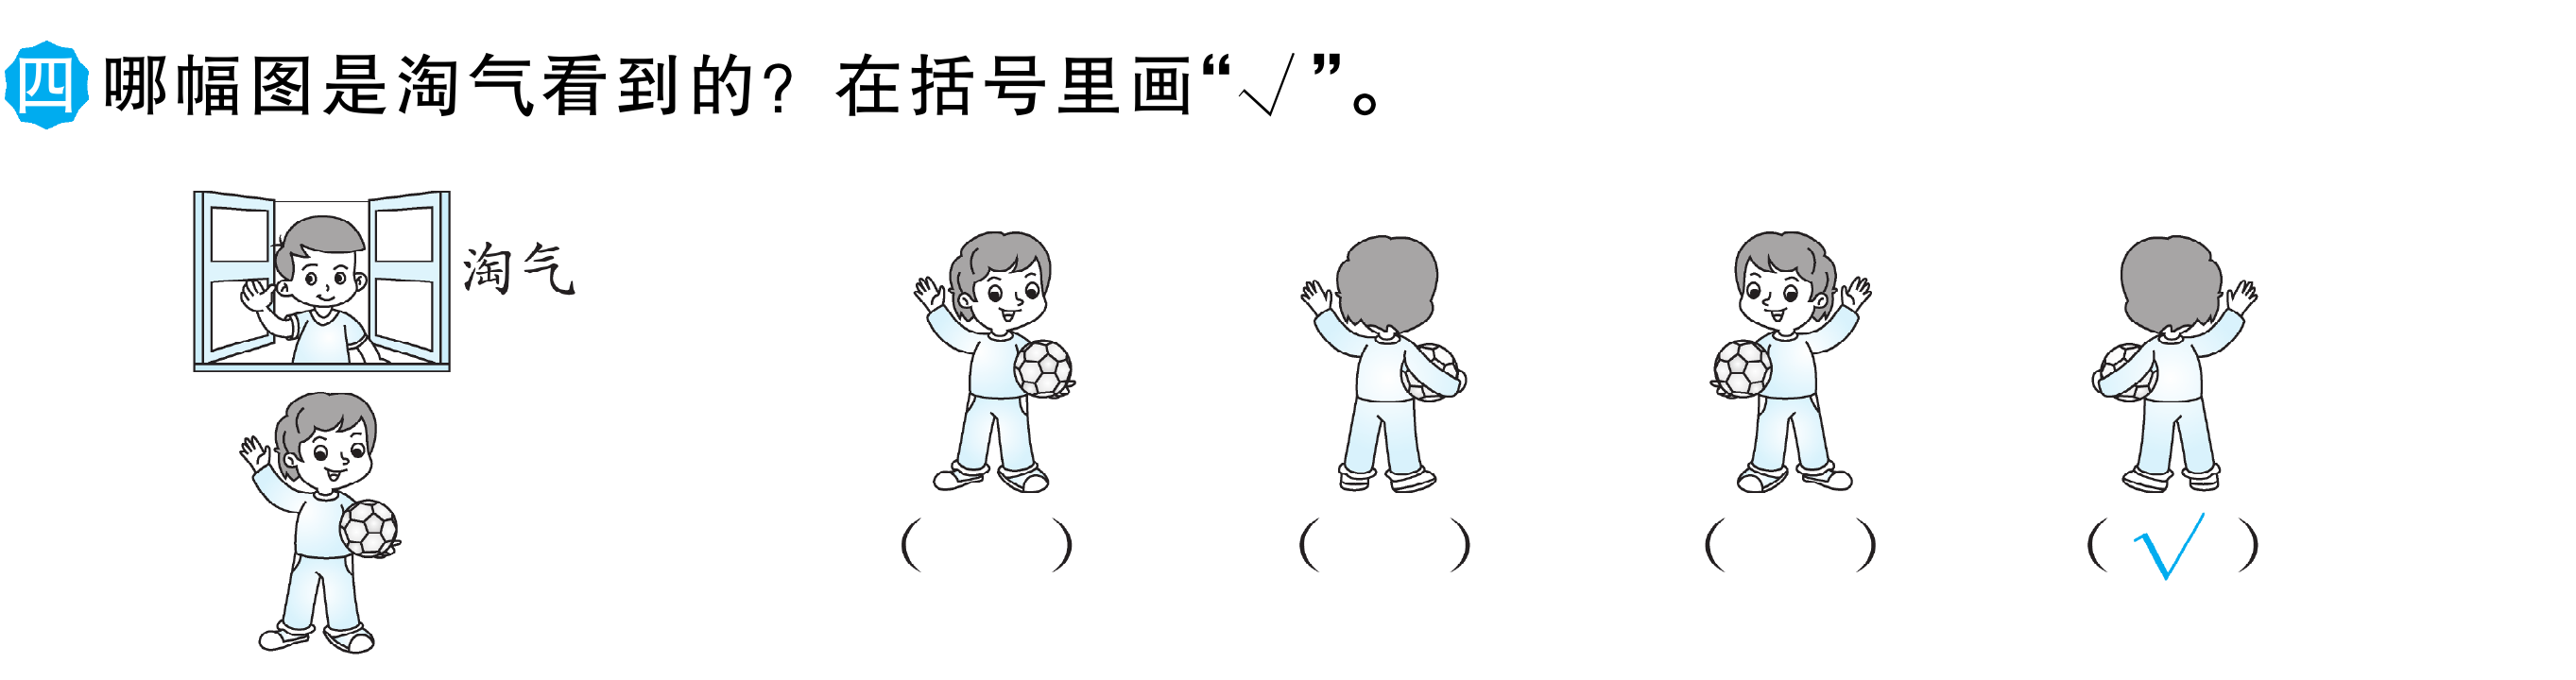 四 哪幅图是淘气看到的？在括号里画“√”。
淘气
（ ） （ ） （ ） （ √ ）